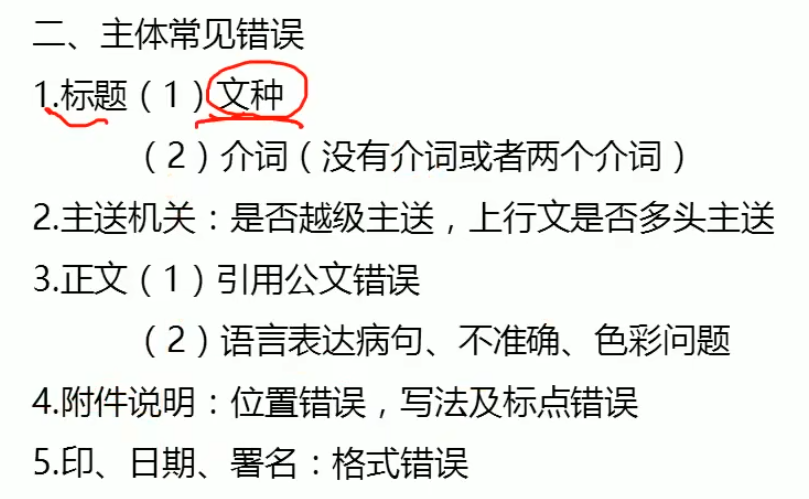 二、主体常见错误
1.标题（1）文种
（2）介词（没有介词或者两个介词）
2.主送机关：是否越级主送，上行文是否多头主送
3.正文（1）引用公文错误
（2）语言表达病句、不准确、色彩问题
4.附件说明：位置错误，写法及标点错误
5.印、日期、署名：格式错误